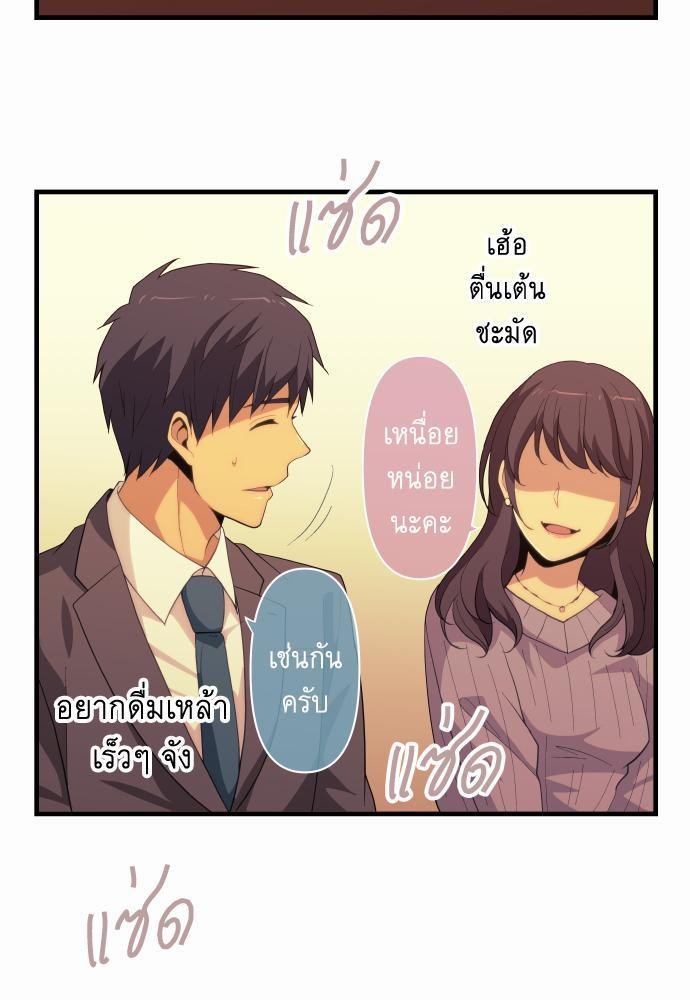 แซ่ด
เฮ้อ
ตื่นเต้น
ชะมัด
เหนื่อย
หน่อย
นะคะ
เช่นกัน
ครับ
อยากดื่มเหล้า
เร็วๆ จัง
แซ่ด
แซ่ด